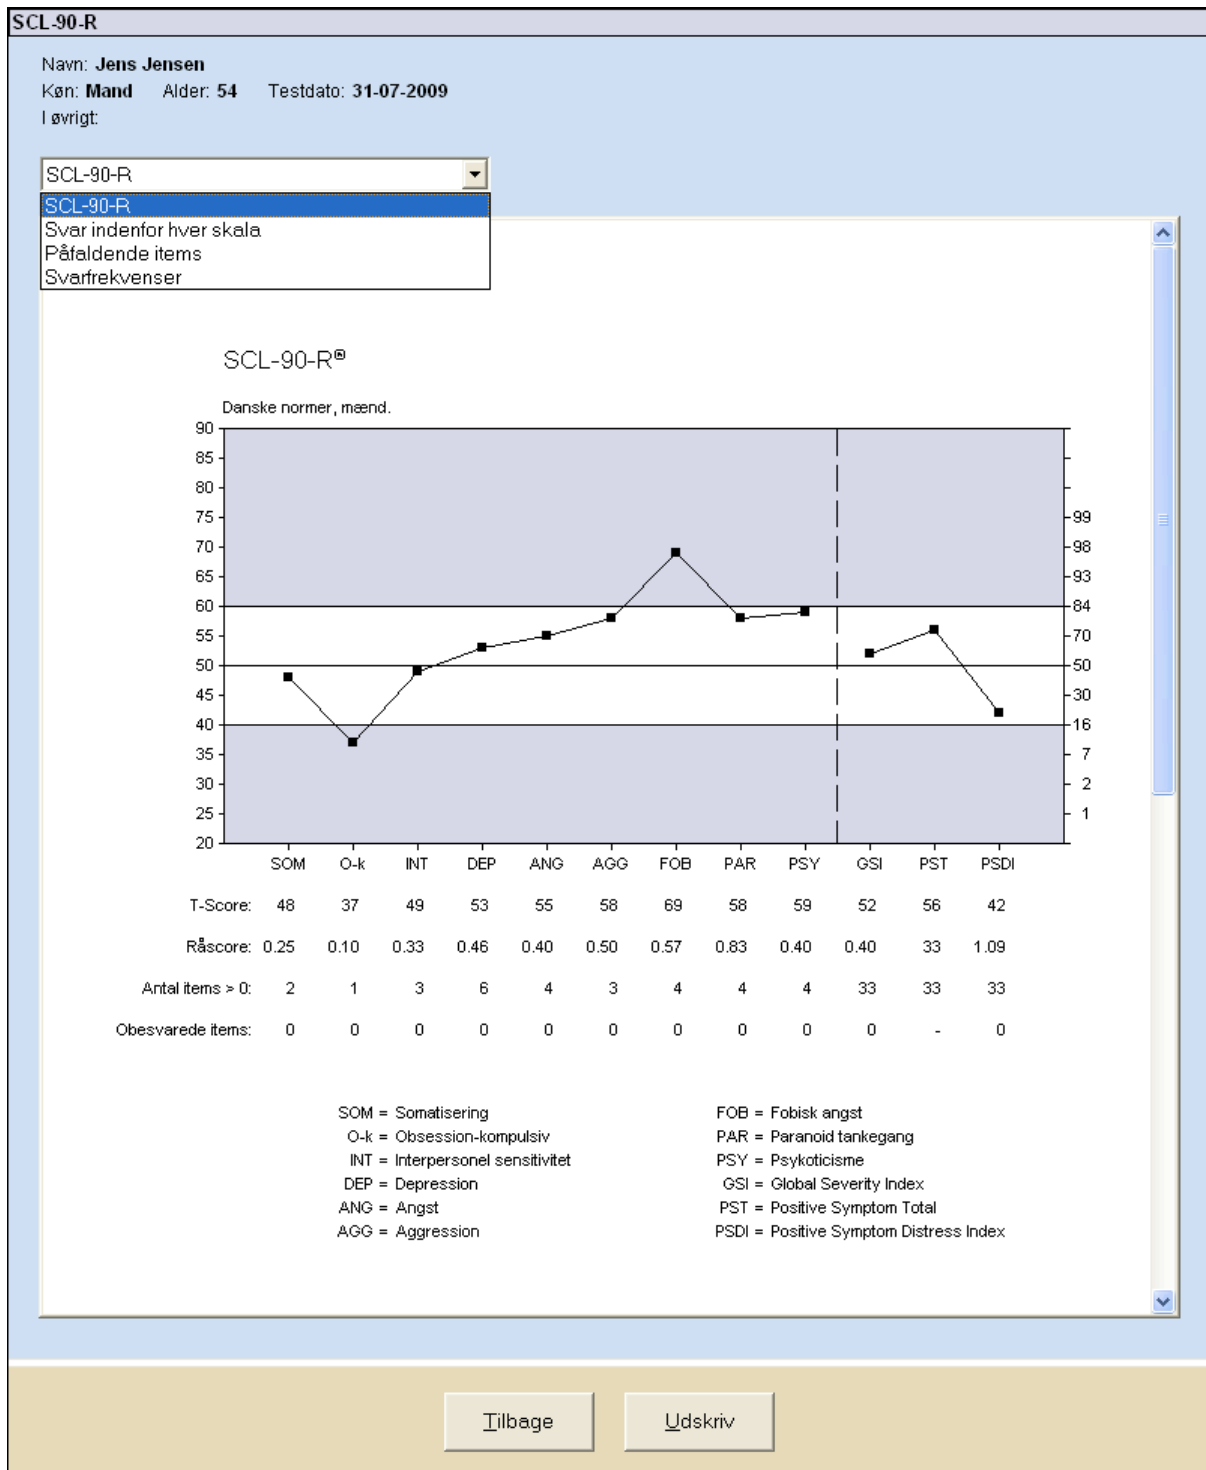 SCL-90-R
Navn: Jens Jensen
Køn: Mand Alder: 54 Testdato: 31-07-2009
I øvrigt:
SCL-90-R
SCL-90-R
Svar indenfor hver skala
Påfaldende items
Svarfrekvenser
SCL-90-R®
Danske normer, mænd.
90
85
80
75 99
70 98
65 93
60 84
55 70
50 50
45 30
40 16
35 7
30 2
25 1
20
SOM O-k INT DEP ANG AGG FOB PAR PSY GSI PST PSDI
T-Score: 48 37 49 53 55 58 69 58 59 52 56 42
Råscore: 0.25 0.10 0.33 0.46 0.40 0.50 0.57 0.83 0.40 0.40 33 1.09
Antal items > 0: 2 1 3 6 4 3 4 4 4 33 33 33
Obesvarede items: 0 0 0 0 0 0 0 0 0 0 - 0
SOM = Somatisering FOB = Fobisk angst
O-k = Obsession-kompulsiv PAR = Paranoid tankegang
INT = Interpersonel sensitivitet PSY = Psykoticisme
DEP = Depression GSI = Global Severity Index
ANG = Angst PST = Positive Symptom Total
AGG = Aggression PSDI = Positive Symptom Distress Index
Tilbage Udskriv